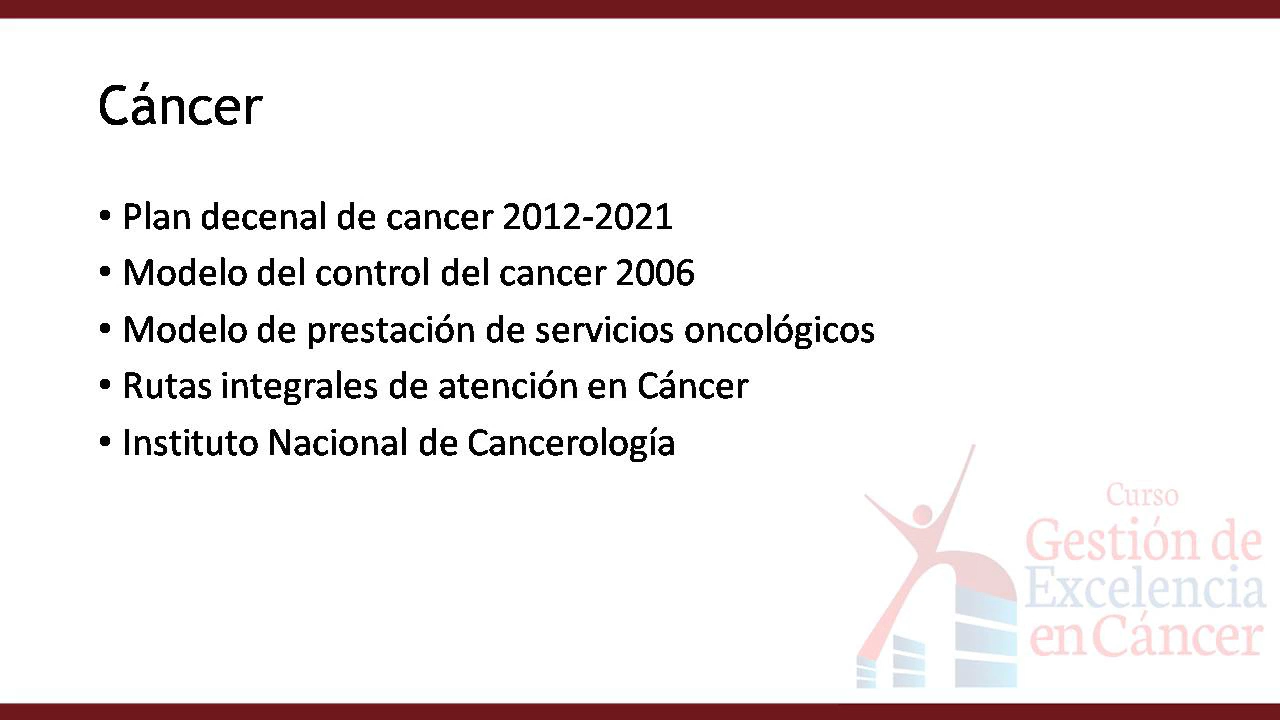 Cáncer
• Plan decenal de cancer 2012-2021
• Modelo del control del cancer 2006
• Modelo de prestación de servicios oncológicos
• Rutas integrales de atención en Cáncer
• Instituto Nacional de Cancerología
Curso
Gestión de
Excelencia
en Cáncer